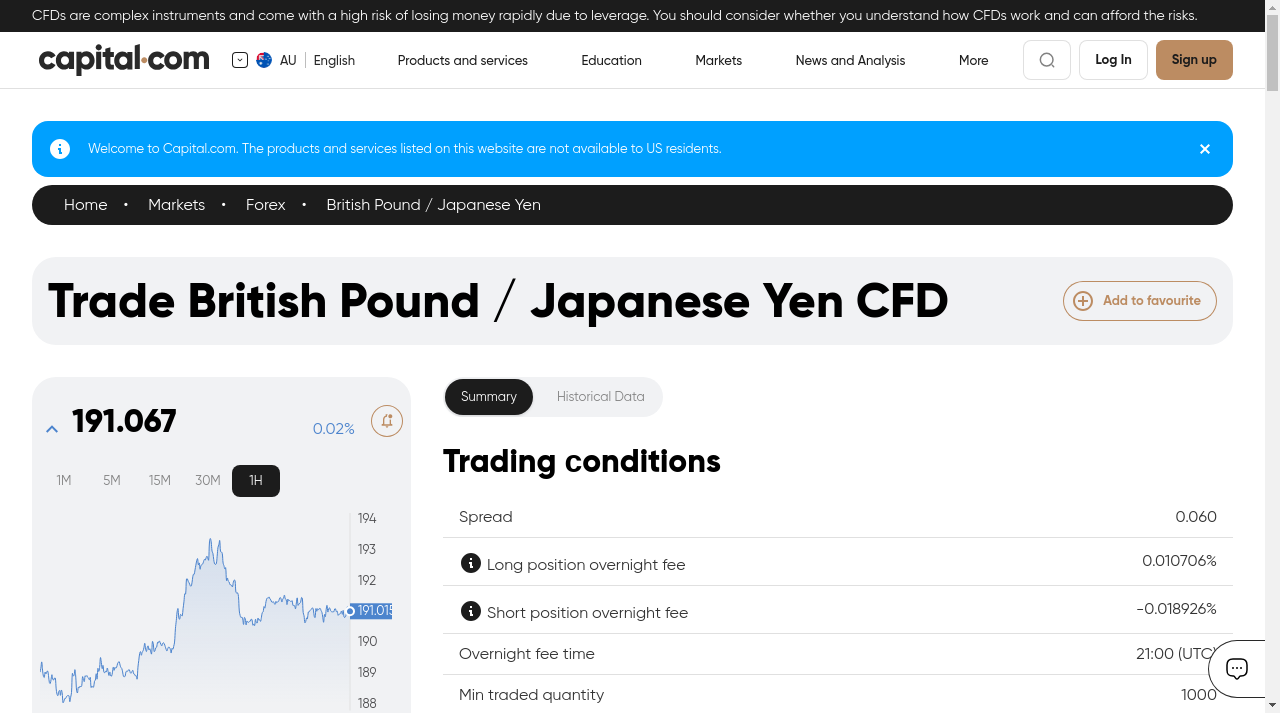 CFDs are complex instruments and come with a high risk of losing money rapidly due to leverage. You should consider whether you understand how CFDs work and can afford the risks.
capital.com
AU English Products and services Education Markets News and Analysis More Log In Sign up
Welcome to Capital.com. The products and services listed on this website are not available to US residents.
Home • Markets • Forex • British Pound / Japanese Yen
Trade British Pound / Japanese Yen CFD
Add to favourite
191.067
0.02%
1M 5M 15M 30M 1H
194
193
192
191.015
190
189
188
Summary Historical Data
Trading conditions
Spread 0.060
Long position overnight fee 0.010706%
Short position overnight fee -0.018926%
Overnight fee time 21:00 (UTC)
Min traded quantity 1000